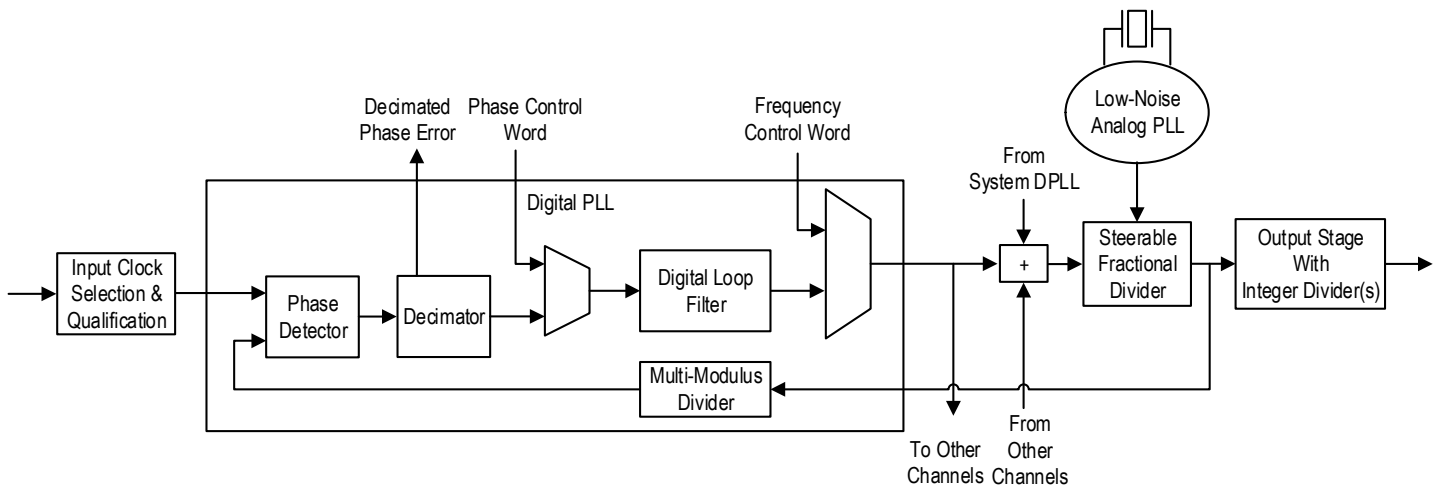 Low-Noise
Analog PLL
Decimated
Phase Error
Phase Control
Word
Frequency
Control Word
From
System DPLL
Digital PLL
Input Clock
Selection &
Qualification
Phase
Detector
Decimator
Digital Loop
Filter
+
Steerable
Fractional
Divider
Output Stage
With
Integer Divider(s)
Multi-Modulus
Divider
To Other
Channels
From
Other
Channels